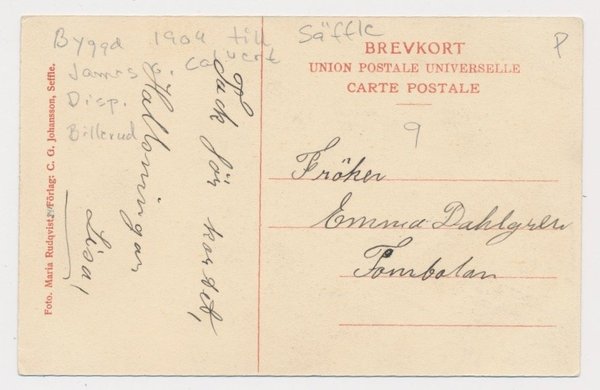 Byggd 1904 till Säffle
James S. Calvert
Disp.
Billerud
P
BREVKORT
UNION POSTALE UNIVERSELLE
CARTE POSTALE
9
Tack för kortet,
Hälsningar
Lisa,
Fröken
Emma Dahlgren
Tombolan
Foto. Maria Rudqvist. Förlag: C. G. Johansson, Seffle.